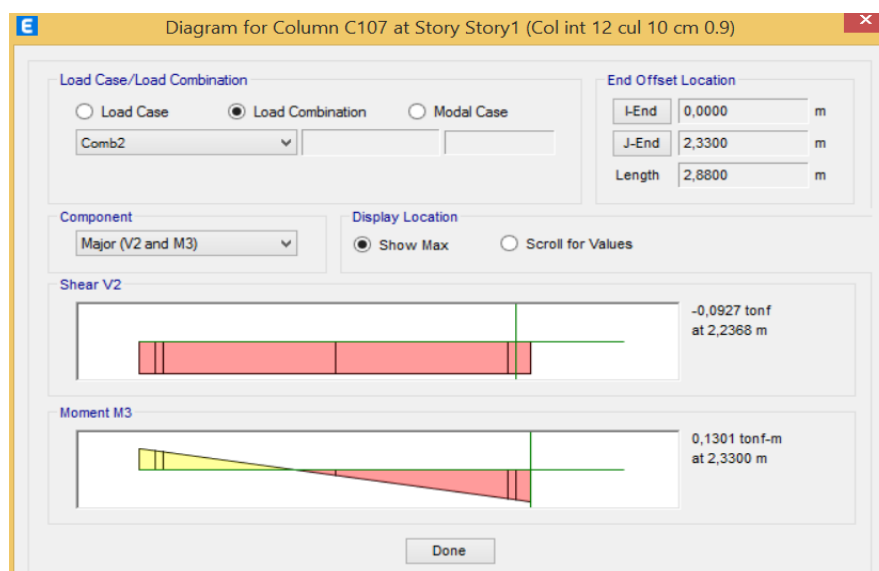 E Diagram for Column C107 at Story Story1 (Col int 12 cul 10 cm 0.9) ×
Load Case/Load Combination
Load Case Load Combination Modal Case
Comb2
End Offset Location
I-End 0,0000 m
J-End 2,3300 m
Length 2,8800 m
Component
Major (V2 and M3)
Display Location
Show Max Scroll for Values
Shear V2
-0,0927 tonf
at 2,2368 m
Moment M3
0,1301 tonf-m
at 2,3300 m
Done